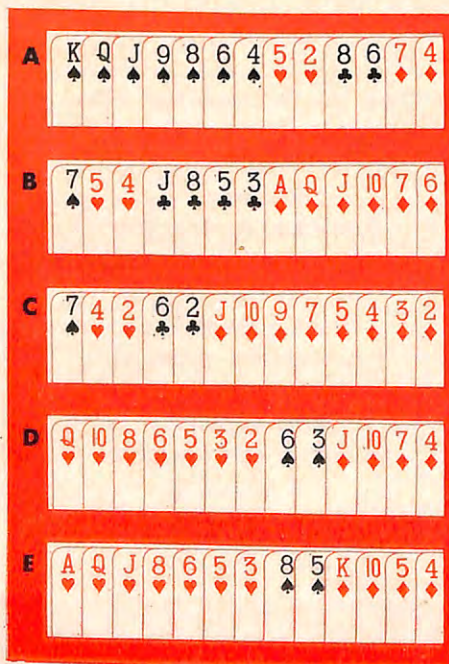 A K♠ Q♠ J♠ 9♠ 8♠ 6♠ 4♠ 5♥ 2♥ 8♣ 6♣ 7♦ 4♦
B 7♠ 5♥ 4♥ J♣ 8♣ 5♣ 3♣ A♦ Q♦ J♦ 10♦ 7♦ 6♦
C 7♠ 4♥ 2♥ 6♣ 2♣ J♦ 10♦ 9♦ 7♦ 5♦ 4♦ 3♦ 2♦
D Q♥ 10♥ 8♥ 6♥ 5♥ 3♥ 2♥ 6♠ 3♠ J♦ 10♦ 7♦ 4♦
E A♥ Q♥ J♥ 8♥ 6♥ 5♥ 3♥ 8♠ 5♠ K♦ 10♦ 5♦ 4♦